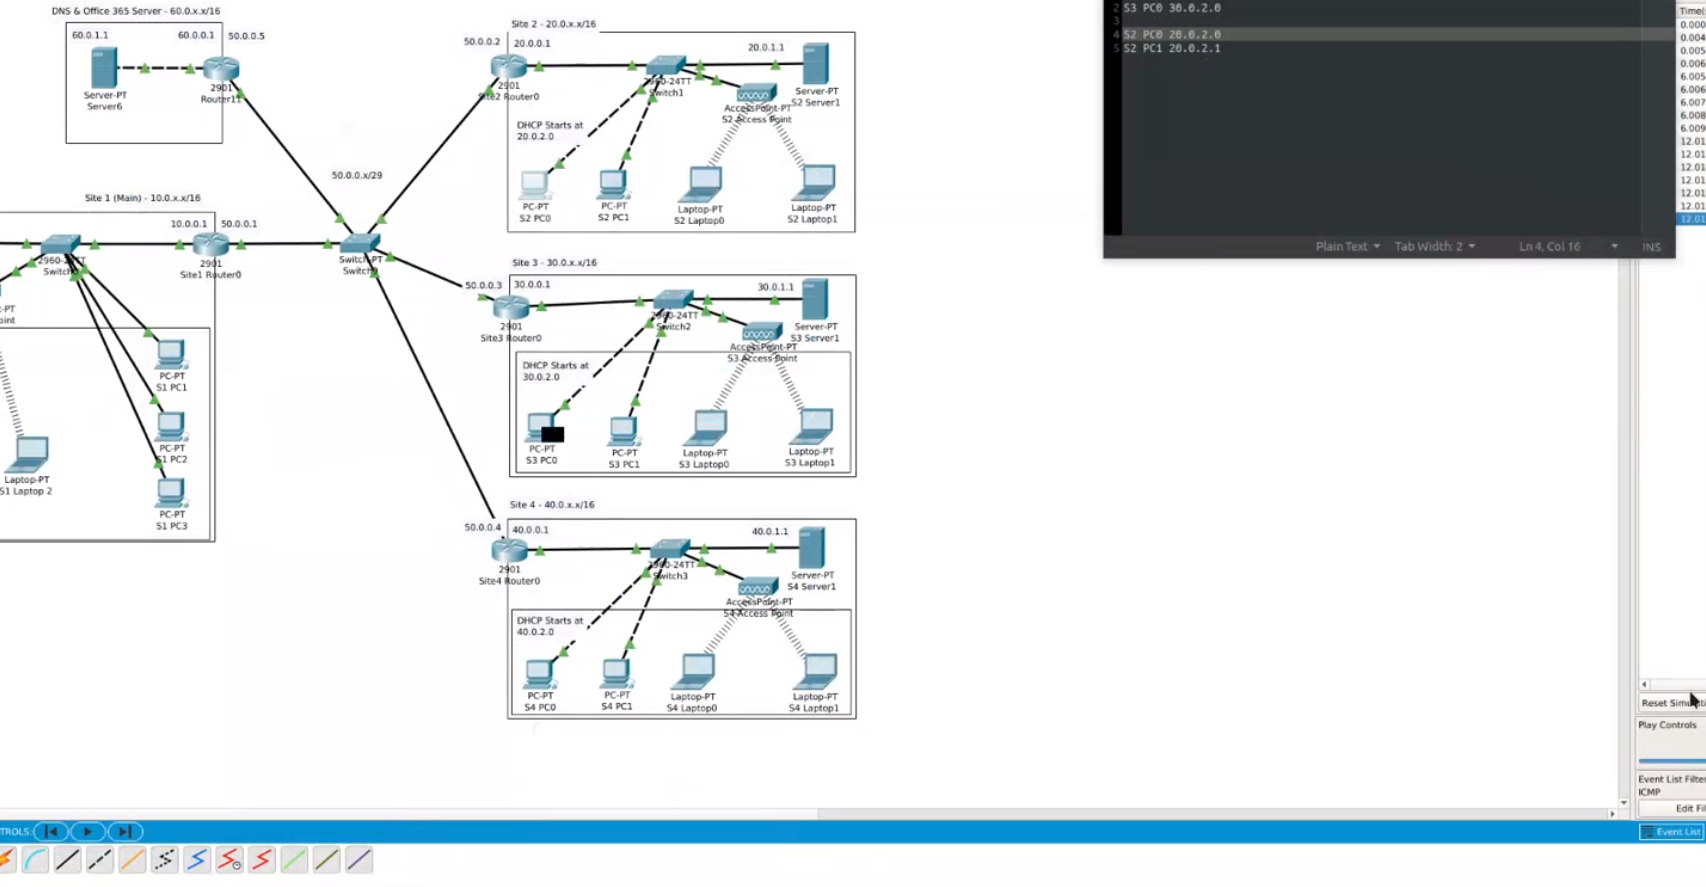 DNS & Office 365 Server - 60.0.x.x/16
60.0.1.1
60.0.0.1
50.0.0.5
Server-PT
Server6
2901
Router11
Site 2 - 20.0.x.x/16
50.0.0.2
20.0.0.1
20.0.1.1
2901
Site2 Router0
2960-24TT
Switch1
Server-PT
S2 Server1
AccessPoint-PT
S2 Access Point
DHCP Starts at
20.0.2.0
PC-PT
S2 PC0
PC-PT
S2 PC1
Laptop-PT
S2 Laptop0
Laptop-PT
S2 Laptop1
50.0.0.x/29
Site 1 (Main) - 10.0.x.x/16
10.0.0.1
50.0.0.1
2960-24TT
Switch
2901
Site1 Router0
Switch-PT
-PT
oint
PC-PT
S1 PC1
PC-PT
S1 PC2
PC-PT
S1 PC3
Laptop-PT
S1 Laptop 2
Site 3 - 30.0.x.x/16
50.0.0.3
30.0.0.1
30.0.1.1
2901
Site3 Router0
2960-24TT
Switch2
Server-PT
S3 Server1
AccessPoint-PT
S3 Access Point
DHCP Starts at
30.0.2.0
PC-PT
S3 PC0
PC-PT
S3 PC1
Laptop-PT
S3 Laptop0
Laptop-PT
S3 Laptop1
Site 4 - 40.0.x.x/16
50.0.0.4
40.0.0.1
40.0.1.1
2901
Site4 Router0
2960-24TT
Switch3
Server-PT
S4 Server1
AccessPoint-PT
S4 Access Point
DHCP Starts at
40.0.2.0
PC-PT
S4 PC0
PC-PT
S4 PC1
Laptop-PT
S4 Laptop0
Laptop-PT
S4 Laptop1
2 S3 PC0 30.0.2.0
3
4 S2 PC0 20.0.2.0
5 S2 PC1 20.0.2.1
Plain Text Tab Width: 2 Ln 4, Col 16 INS
Time(
0.000
0.004
0.005
0.006
6.005
6.006
6.007
6.008
6.009
12.01
12.01
12.01
12.01
12.01
12.01
12.01
Reset Simulati
Play Controls
Event List Filte
ICMP
Edit Fil
TROLS:
Event List